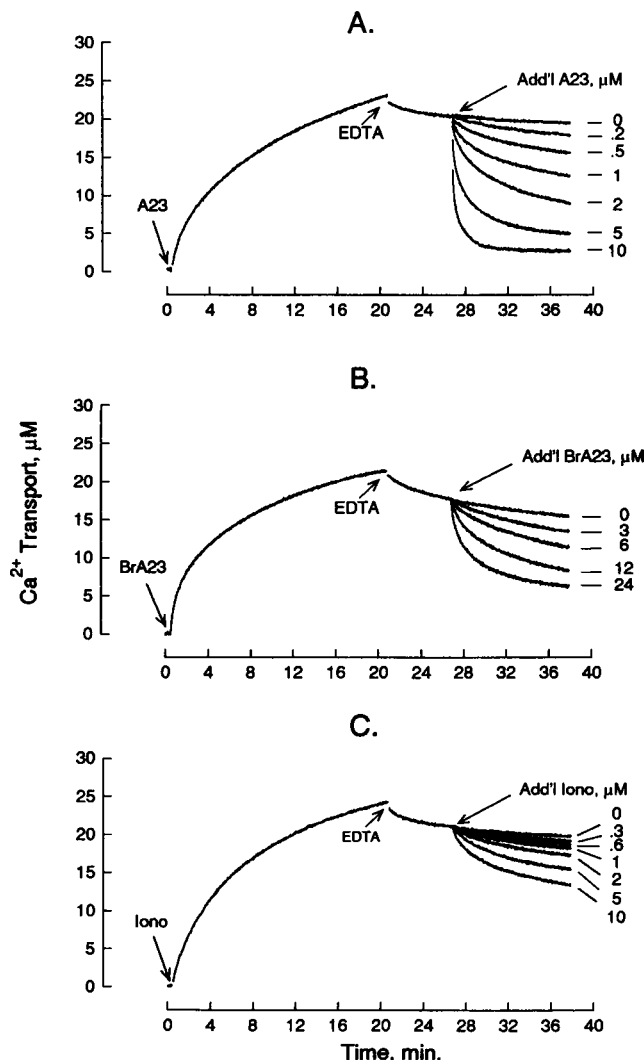 A.
30
25
20
15
10
5
0
A23
EDTA
Add'l A23, µM
0
.2
.5
1
2
5
10
0 4 8 12 16 20 24 28 32 36 40
B.
30
25
20
15
10
5
0
BrA23
EDTA
Add'l BrA23, µM
0
3
6
12
24
0 4 8 12 16 20 24 28 32 36 40
Ca2+ Transport, µM
C.
30
25
20
15
10
5
0
Iono
EDTA
Add'l Iono, µM
0
.3
.6
1
2
5
10
0 4 8 12 16 20 24 28 32 36 40
Time, min.